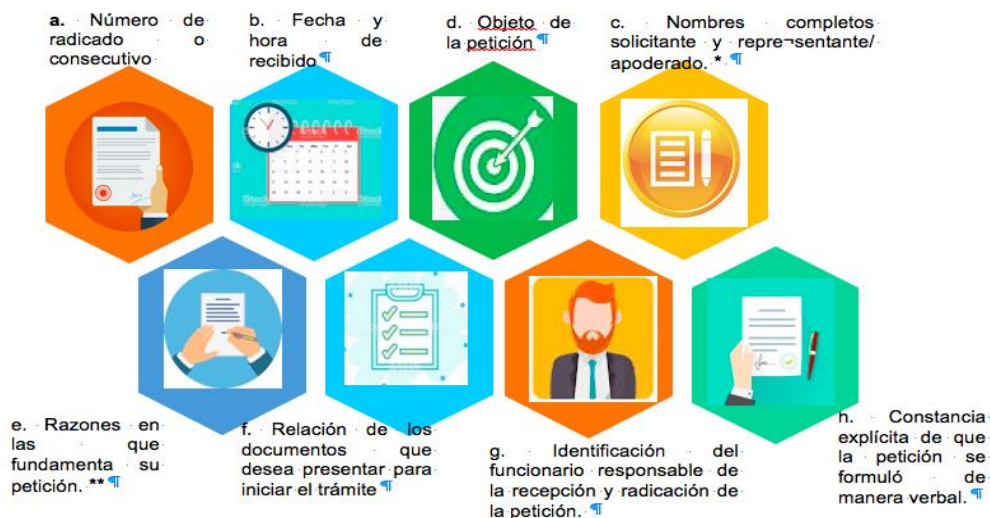 a. Número de
radicado o
consecutivo
b. Fecha y
hora de
recibido ¶
d. Objeto de
la petición ¶
c. Nombres completos
solicitante y repre¬sentante/
apoderado. * ¶
e. Razones en
las que
fundamenta su
petición. ** ¶
f. Relación de los
documentos que
desea presentar para
iniciar el trámite ¶
g. Identificación del
funcionario responsable de
la recepción y radicación de
la petición. ¶
h. Constancia
explícita de que
la petición se
formuló de
manera verbal. ¶